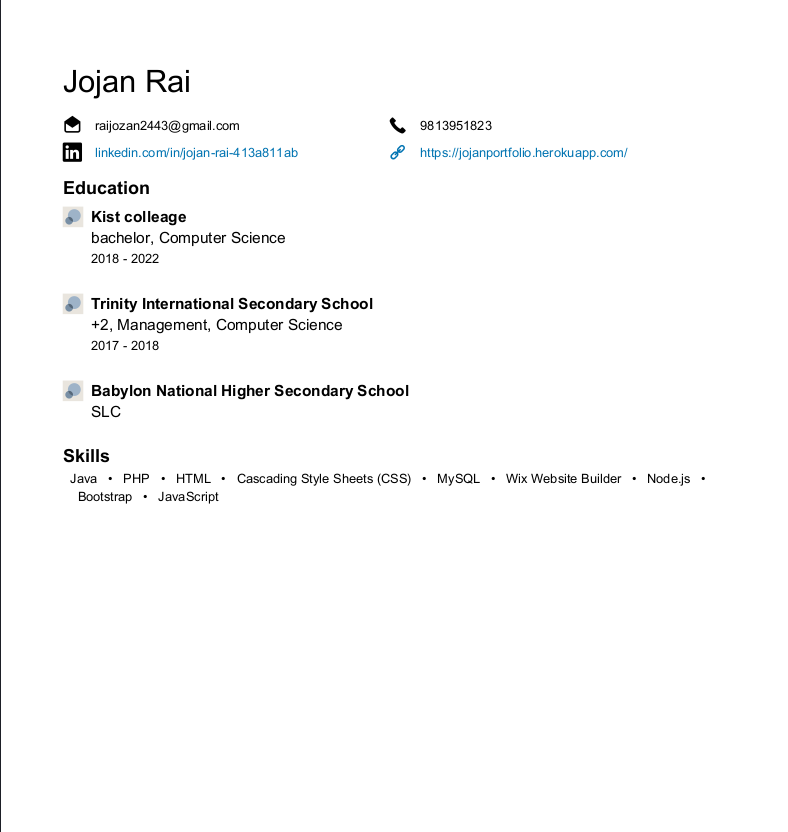 Jojan Rai
raijozan2443@gmail.com 9813951823
linkedin.com/in/jojan-rai-413a811ab https://jojanportfolio.herokuapp.com/
Education
Kist colleage
bachelor, Computer Science
2018 - 2022
Trinity International Secondary School
+2, Management, Computer Science
2017 - 2018
Babylon National Higher Secondary School
SLC
Skills
Java • PHP • HTML • Cascading Style Sheets (CSS) • MySQL • Wix Website Builder • Node.js •
Bootstrap • JavaScript